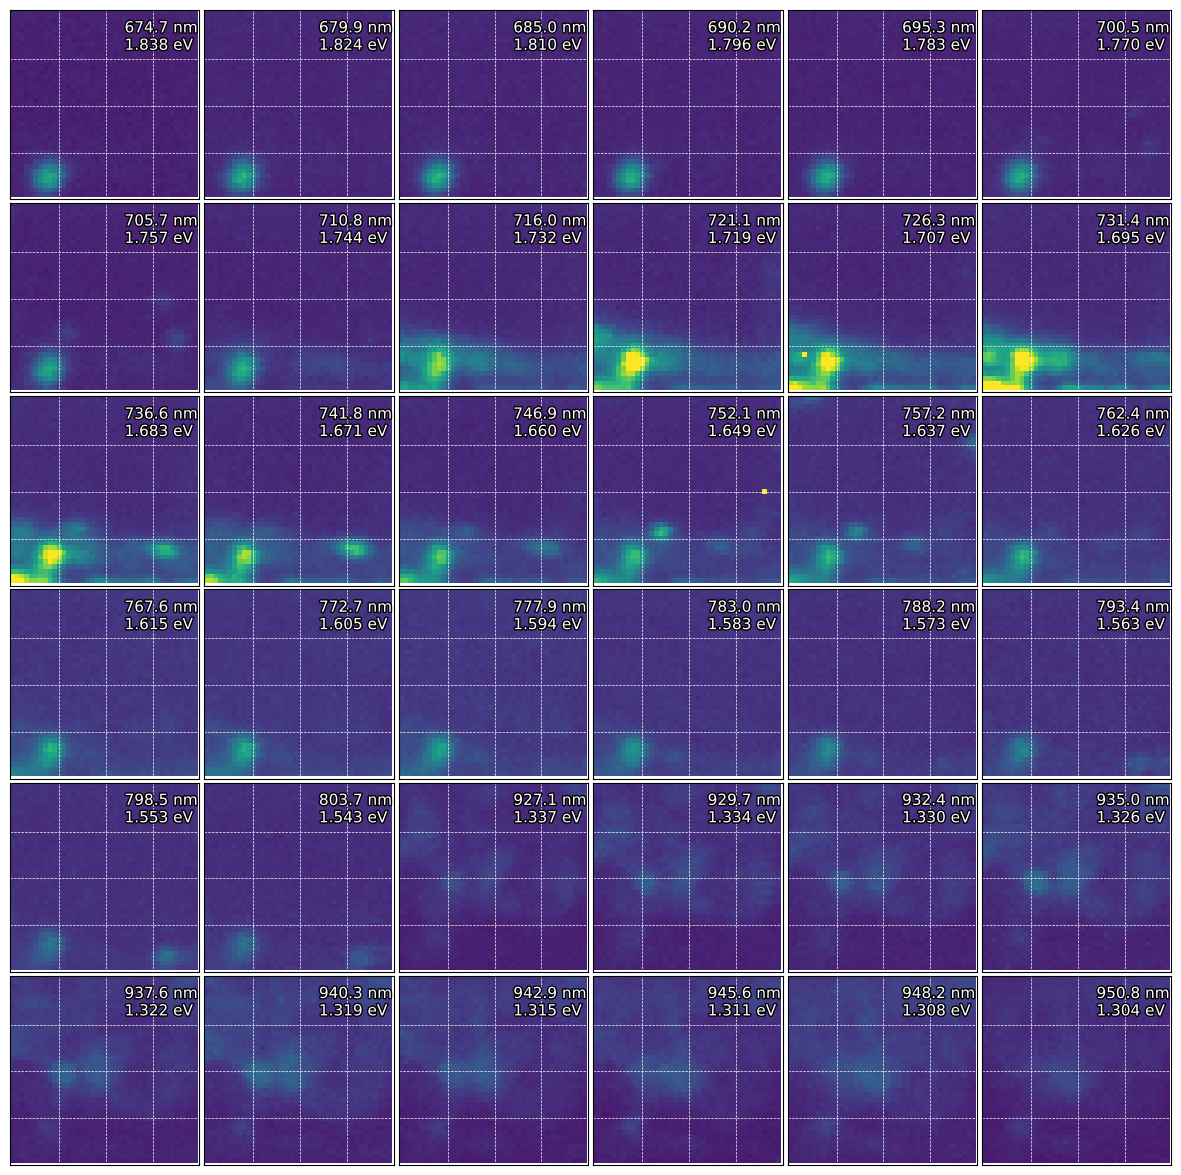 674.7 nm
1.838 eV
679.9 nm
1.824 eV
685.0 nm
1.810 eV
690.2 nm
1.796 eV
695.3 nm
1.783 eV
700.5 nm
1.770 eV
705.7 nm
1.757 eV
710.8 nm
1.744 eV
716.0 nm
1.732 eV
721.1 nm
1.719 eV
726.3 nm
1.707 eV
731.4 nm
1.695 eV
736.6 nm
1.683 eV
741.8 nm
1.671 eV
746.9 nm
1.660 eV
752.1 nm
1.649 eV
757.2 nm
1.637 eV
762.4 nm
1.626 eV
767.6 nm
1.615 eV
772.7 nm
1.605 eV
777.9 nm
1.594 eV
783.0 nm
1.583 eV
788.2 nm
1.573 eV
793.4 nm
1.563 eV
798.5 nm
1.553 eV
803.7 nm
1.543 eV
927.1 nm
1.337 eV
929.7 nm
1.334 eV
932.4 nm
1.330 eV
935.0 nm
1.326 eV
937.6 nm
1.322 eV
940.3 nm
1.319 eV
942.9 nm
1.315 eV
945.6 nm
1.311 eV
948.2 nm
1.308 eV
950.8 nm
1.304 eV